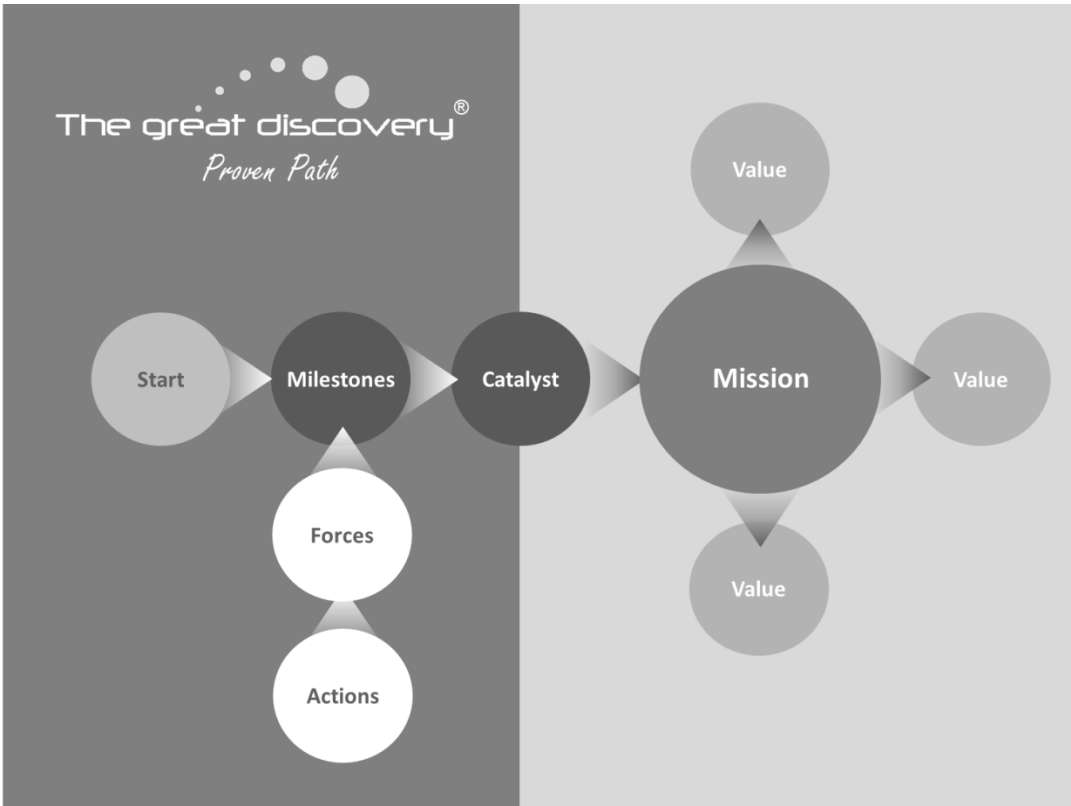 The great discovery®
Proven Path
Value
Start
Milestones
Catalyst
Mission
Value
Forces
Value
Actions